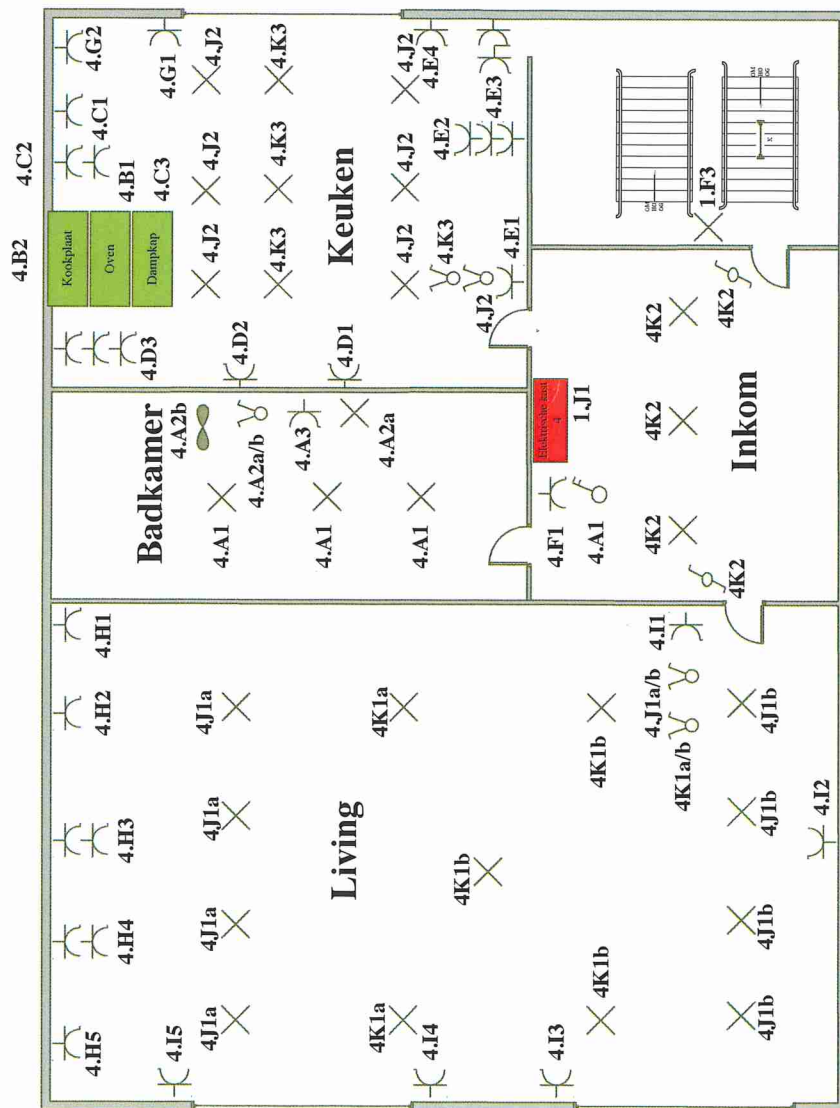 4.B2
4.C2
Kookplaat
4.H5
4.H2
4.H1
4.G2
4.C1
Oven
4.H4
4.H3
4.B1
Badkamer
4.D3
Dampkap
4.C3
4.I5
4.A2b
4.G1
4J1a
4J1a
4J1a
4J1a
4.A1
4.J2
4.J2
4.J2
4.D2
4.A2a/b
4.K3
4.K3
4.K3
4.A3
4.A1
Living
Keuken
4.D1
4K1a
4K1a
4.A2a
4.J2
4.J2
4.J2
4.A1
4.I4
4.K3
4.E2
4.E4
4K1b
4.J2
4.E3
4.E1
4.I3
4.F1
Elektrische kast
4
1.J1
4.A1
4K1b
4K1b
4K2
4K2
4K2
4.J1a/b
4.I1
4K1a/b
1.F3
4K2
4K2
Inkom
4J1b
4J1b
4J1b
4J1b
4.I2